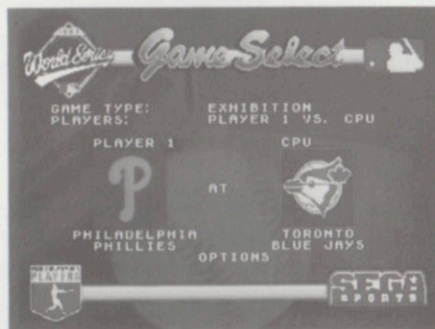 World Series
Game Select
GAME TYPE: EXHIBITION
PLAYERS: PLAYER 1 VS. CPU
PLAYER 1 CPU
P
AT
PHILADELPHIA PHILLIES
TORONTO BLUE JAYS
OPTIONS
PLAYERS
SEGA
SPORTS